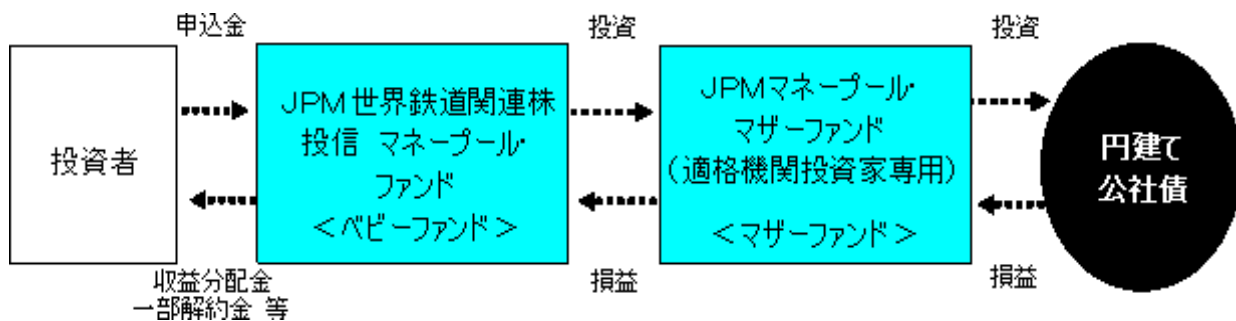 申込金
投資
投資
投資者
JPM世界鉄道関連株
投信 マネープール・
ファンド
<ベビーファンド>
JPMマネープール・
マザーファンド
(適格機関投資家専用)
<マザーファンド>
円建て
公社債
収益分配金
一部解約金 等
損益
損益